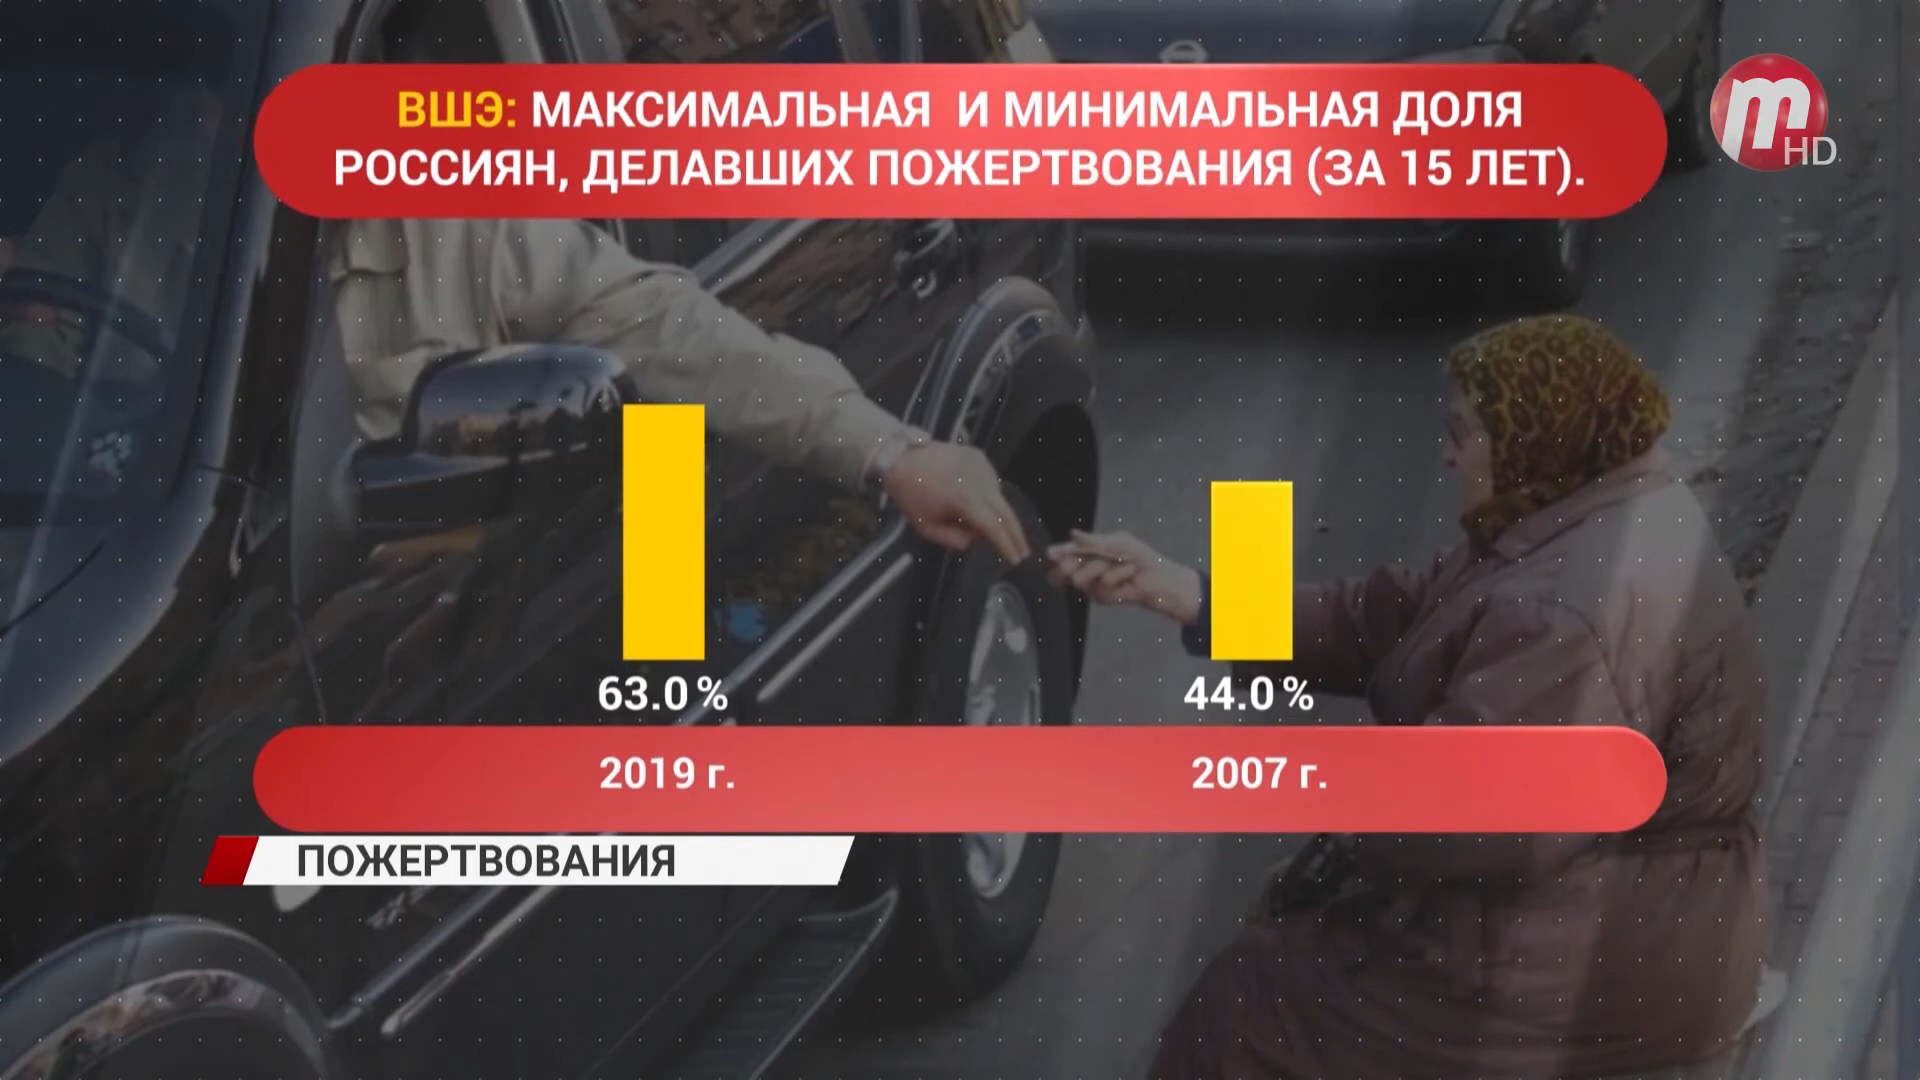 ВШЭ: МАКСИМАЛЬНАЯ И МИНИМАЛЬНАЯ ДОЛЯ
РОССИЯН, ДЕЛАВШИХ ПОЖЕРТВОВАНИЯ (ЗА 15 ЛЕТ).
m HD
63.0 % 44.0 %
2019 г. 2007 г.
ПОЖЕРТВОВАНИЯ